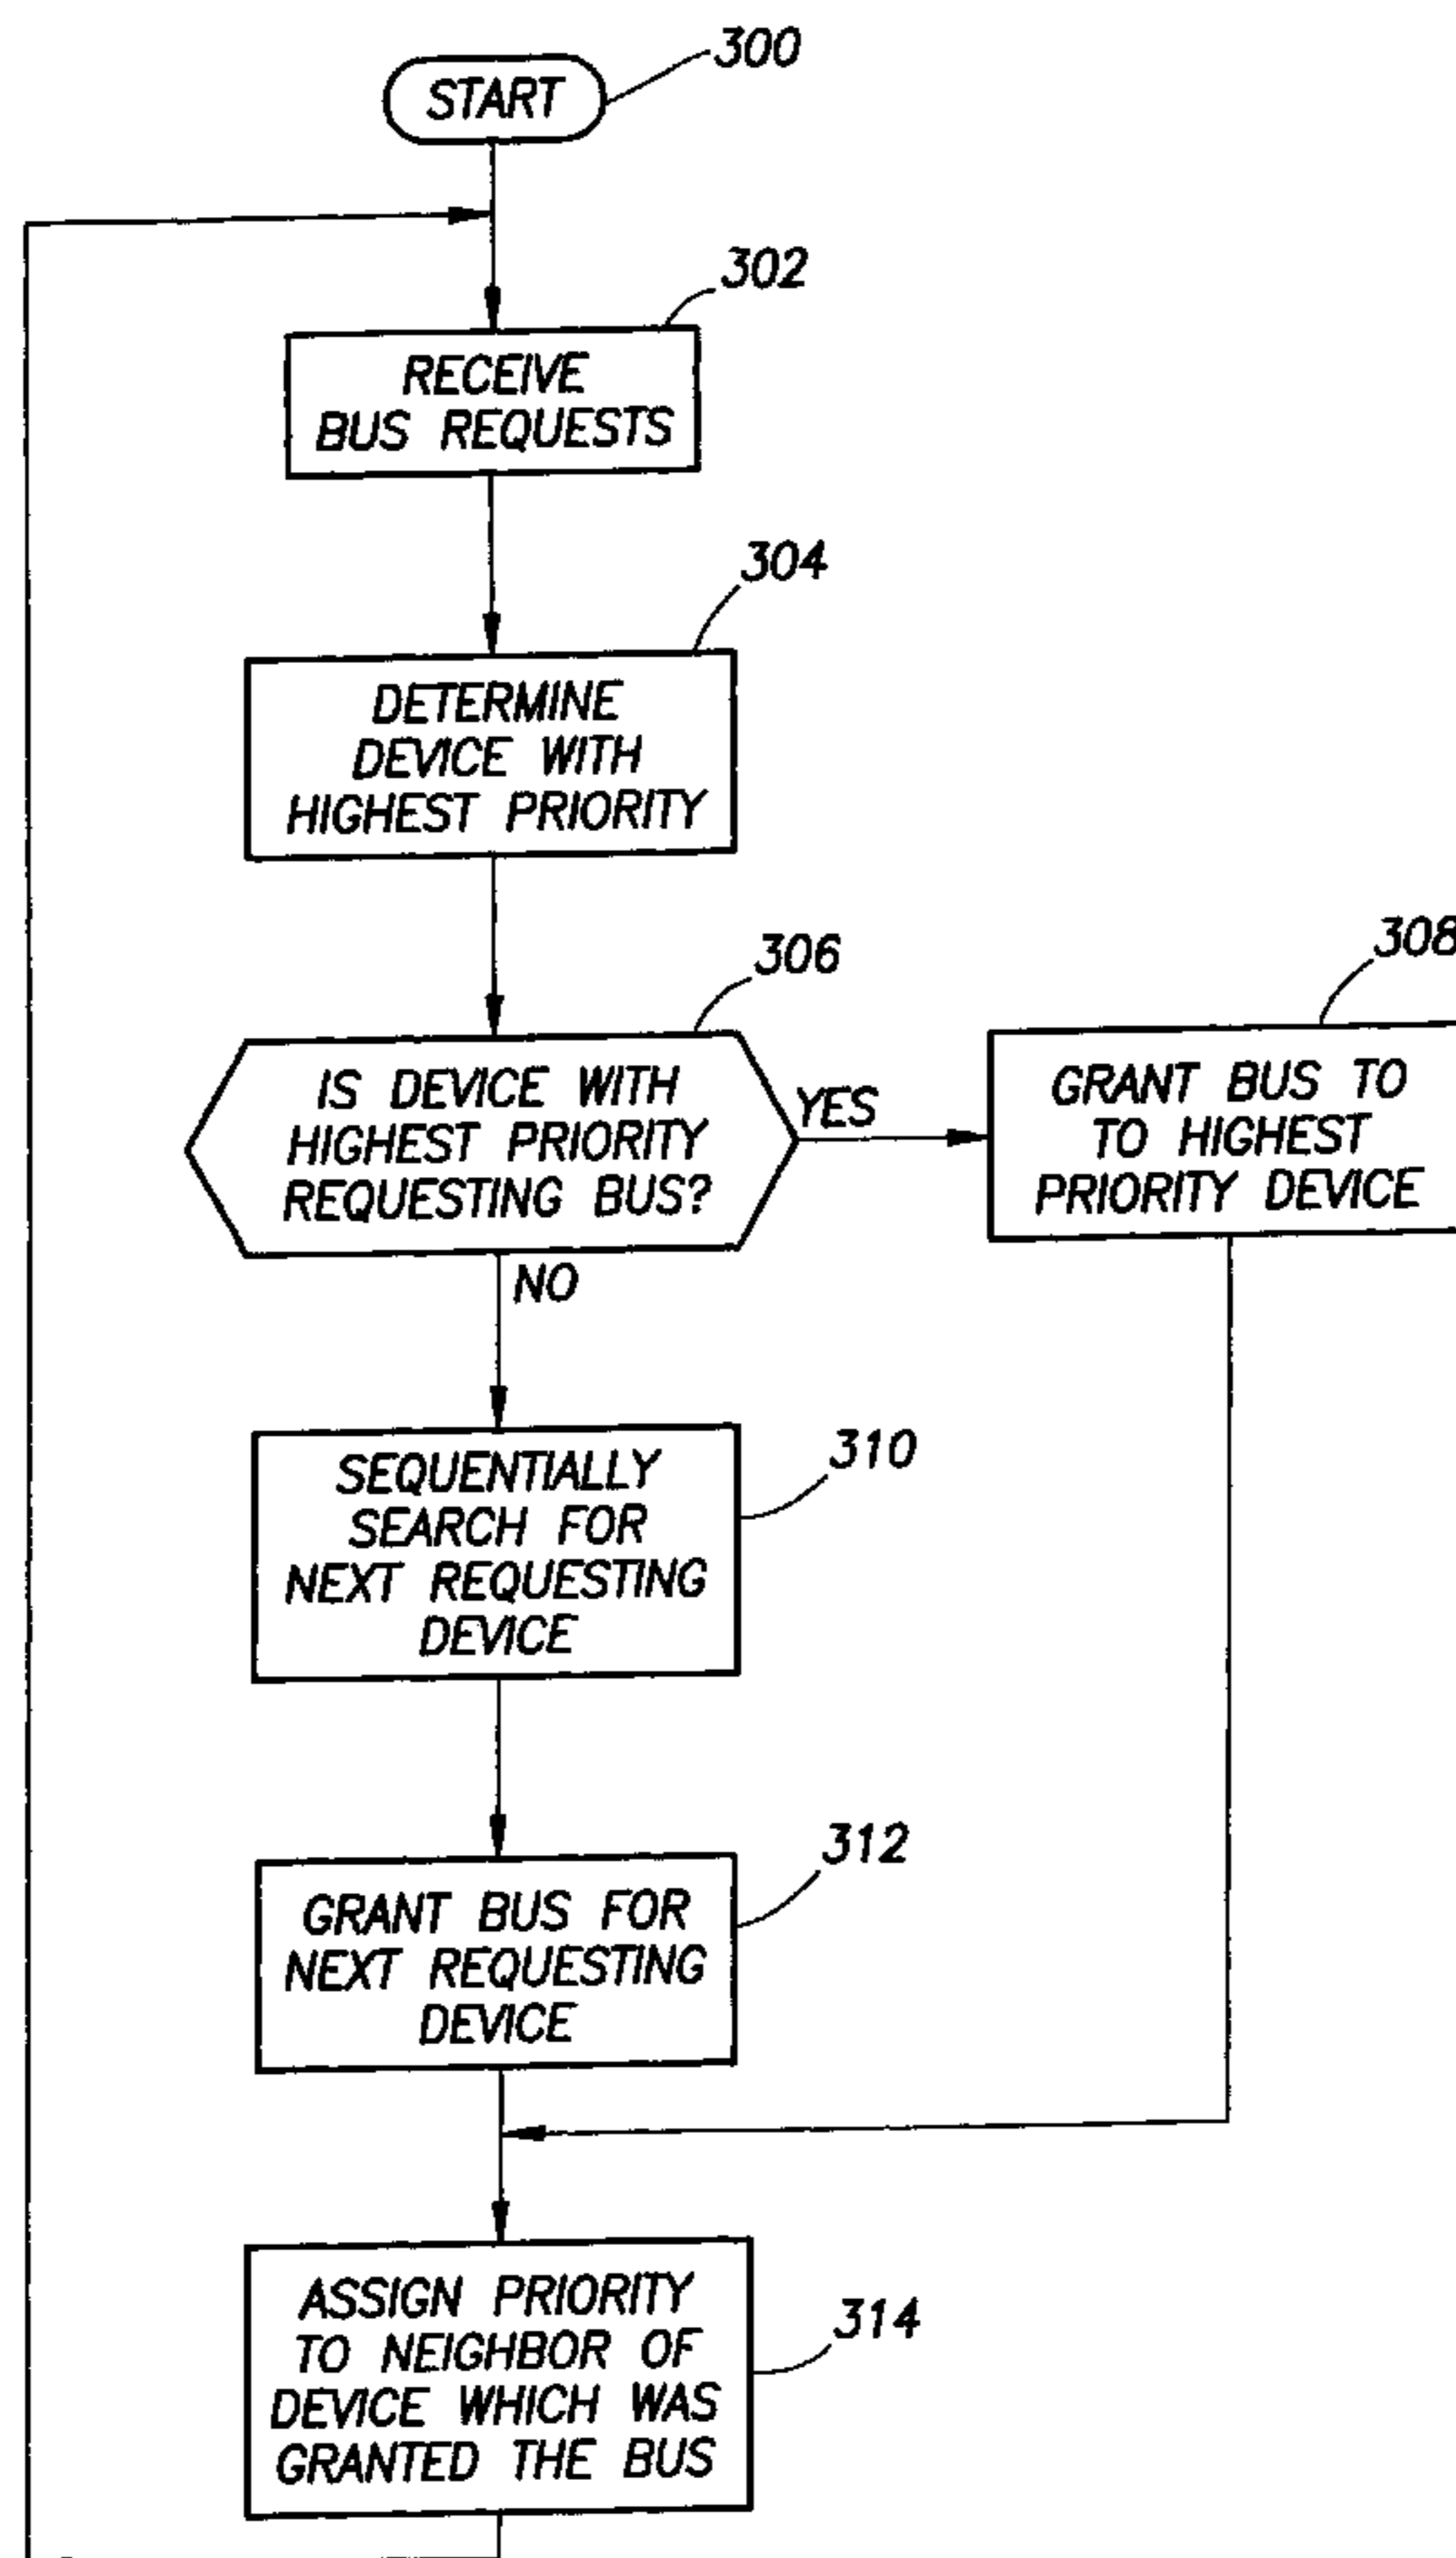 300
START
302
RECEIVE
BUS REQUESTS
304
DETERMINE
DEVICE WITH
HIGHEST PRIORITY
306
308
IS DEVICE WITH
HIGHEST PRIORITY
REQUESTING BUS?
YES
GRANT BUS TO
TO HIGHEST
PRIORITY DEVICE
NO
310
SEQUENTIALLY
SEARCH FOR
NEXT REQUESTING
DEVICE
312
GRANT BUS FOR
NEXT REQUESTING
DEVICE
314
ASSIGN PRIORITY
TO NEIGHBOR OF
DEVICE WHICH WAS
GRANTED THE BUS